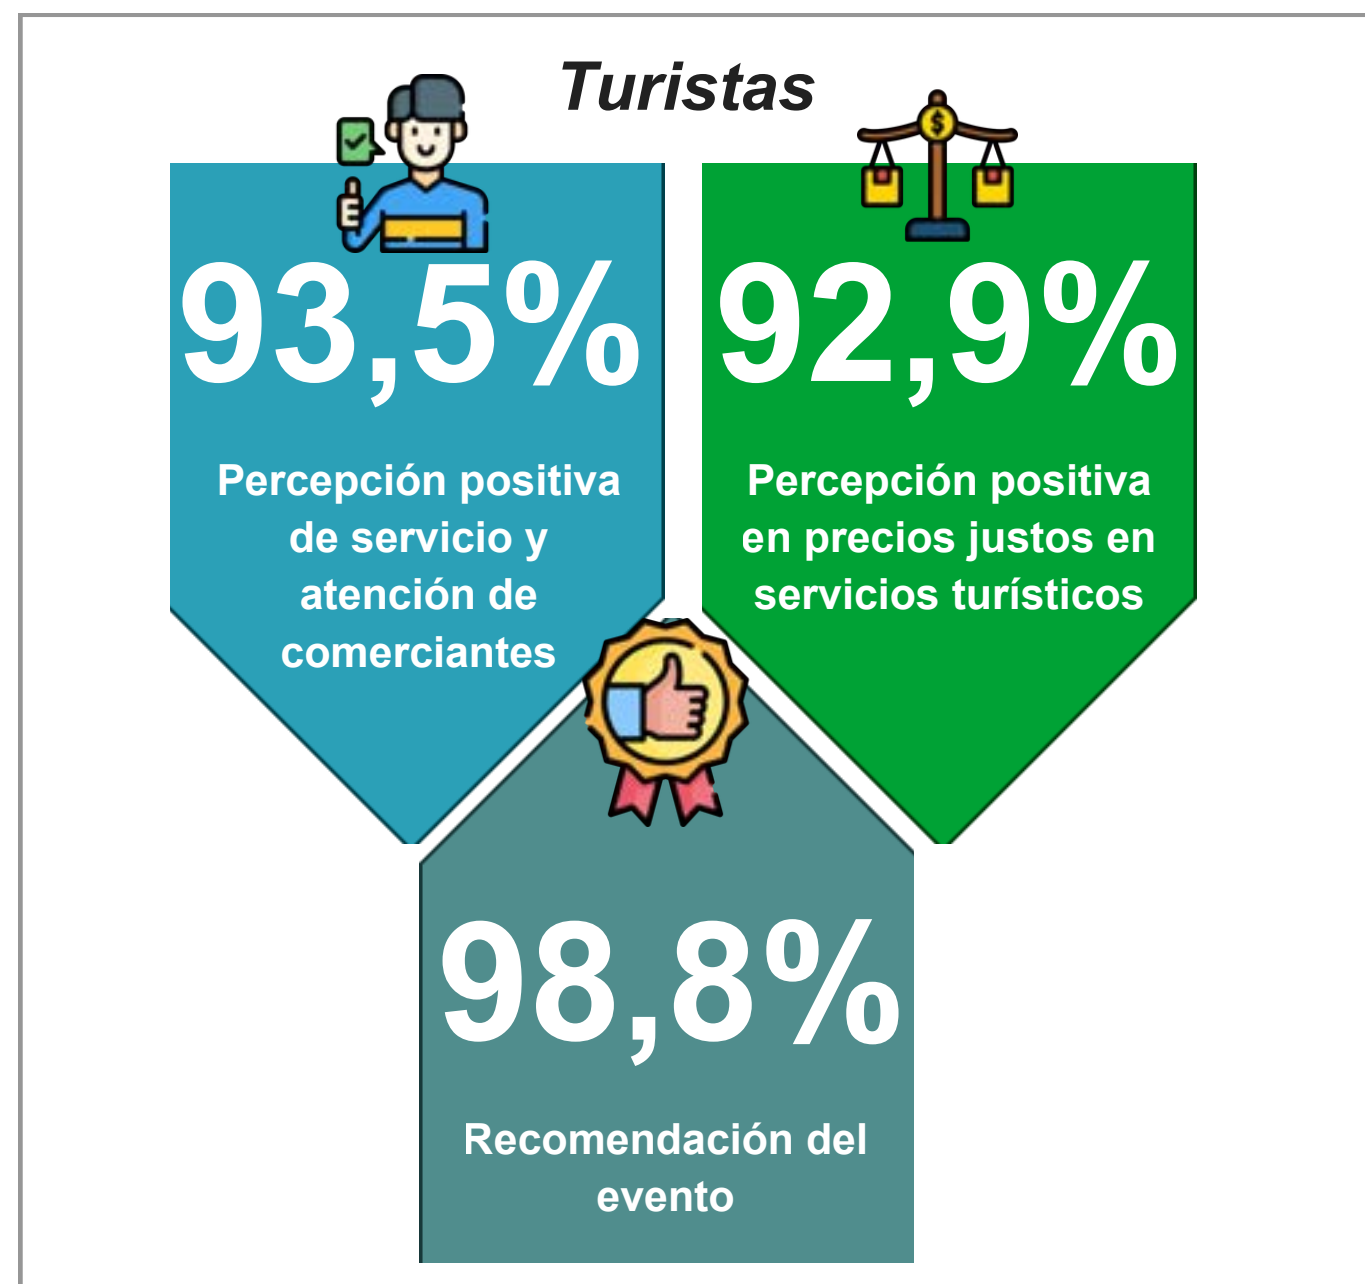 Turistas
93,5%
Percepción positiva
de servicio y
atención de
comerciantes
$
92,9%
Percepción positiva
en precios justos en
servicios turísticos
98,8%
Recomendación del
evento